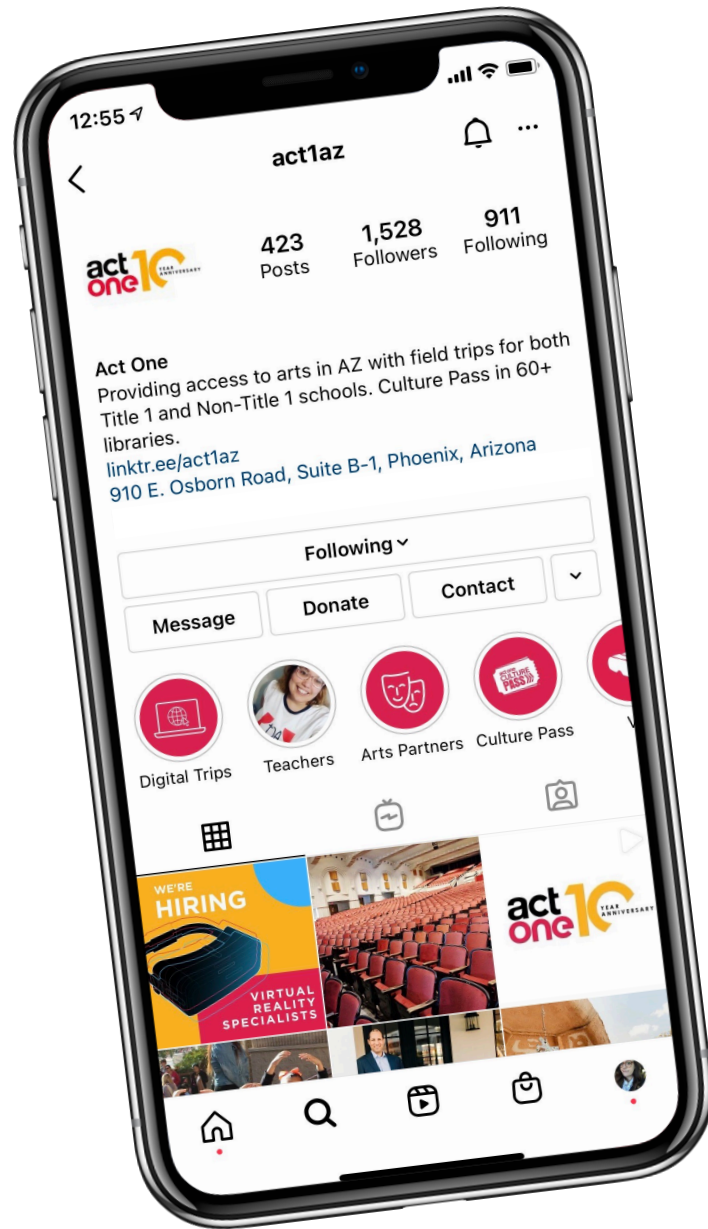 12:55
act1az
act one 10 YEAR ANNIVERSARY
423
Posts
1,528
Followers
911
Following
Act One
Providing access to arts in AZ with field trips for both
Title 1 and Non-Title 1 schools. Culture Pass in 60+
libraries.
linktr.ee/act1az
910 E. Osborn Road, Suite B-1, Phoenix, Arizona
Following
Message
Donate
Contact
CULTURE
PASS
Digital Trips
Teachers
Arts Partners
Culture Pass
V
WE'RE
HIRING
VIRTUAL
REALITY
SPECIALISTS
act one 10 YEAR ANNIVERSARY